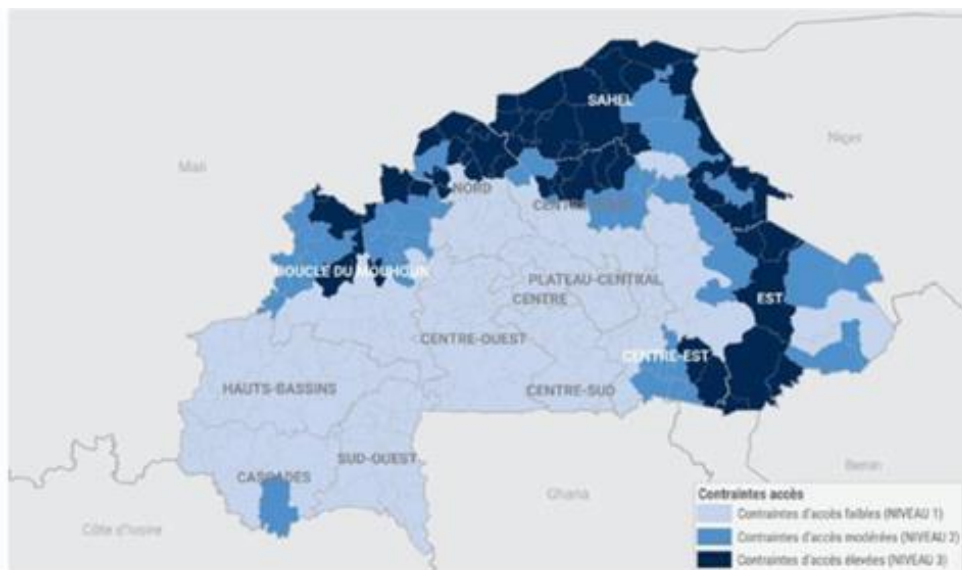 SAHEL
Niger
Mali
NORD
CENTRE-NORD
BOUCLE DU MOUHOUN
PLATEAU-CENTRAL
CENTRE
EST
CENTRE-OUEST
CENTRE-EST
HAUTS-BASSINS
CENTRE-SUD
SUD-OUEST
CASCADES
Benin
Ghana
Côte d'Ivoire
Contraintes accès
Contraintes d'accès faibles (NIVEAU 1)
Contraintes d'accès modérées (NIVEAU 2)
Contraintes d'accès élevées (NIVEAU 3)